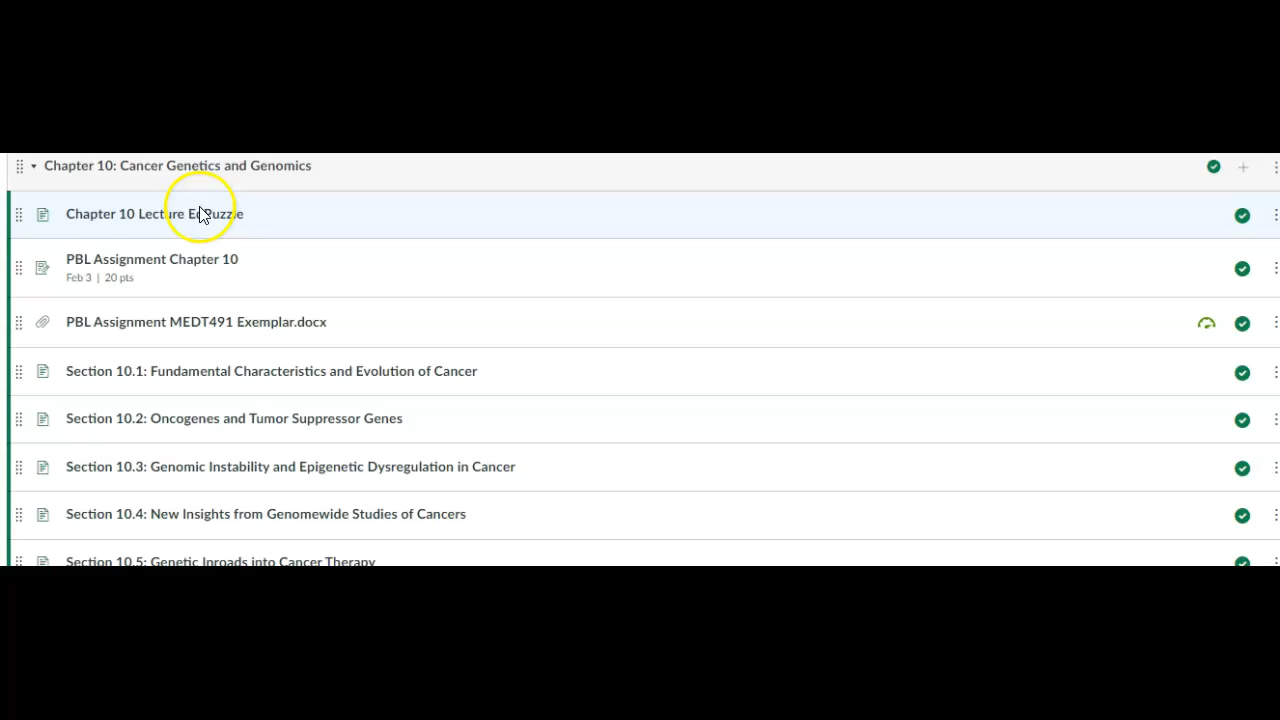 Chapter 10: Cancer Genetics and Genomics
Chapter 10 Lecture EdPuzzle
PBL Assignment Chapter 10
Feb 3 | 20 pts
PBL Assignment MEDT491 Exemplar.docx
Section 10.1: Fundamental Characteristics and Evolution of Cancer
Section 10.2: Oncogenes and Tumor Suppressor Genes
Section 10.3: Genomic Instability and Epigenetic Dysregulation in Cancer
Section 10.4: New Insights from Genomewide Studies of Cancers
Section 10.5: Genetic Inroads into Cancer Therapy